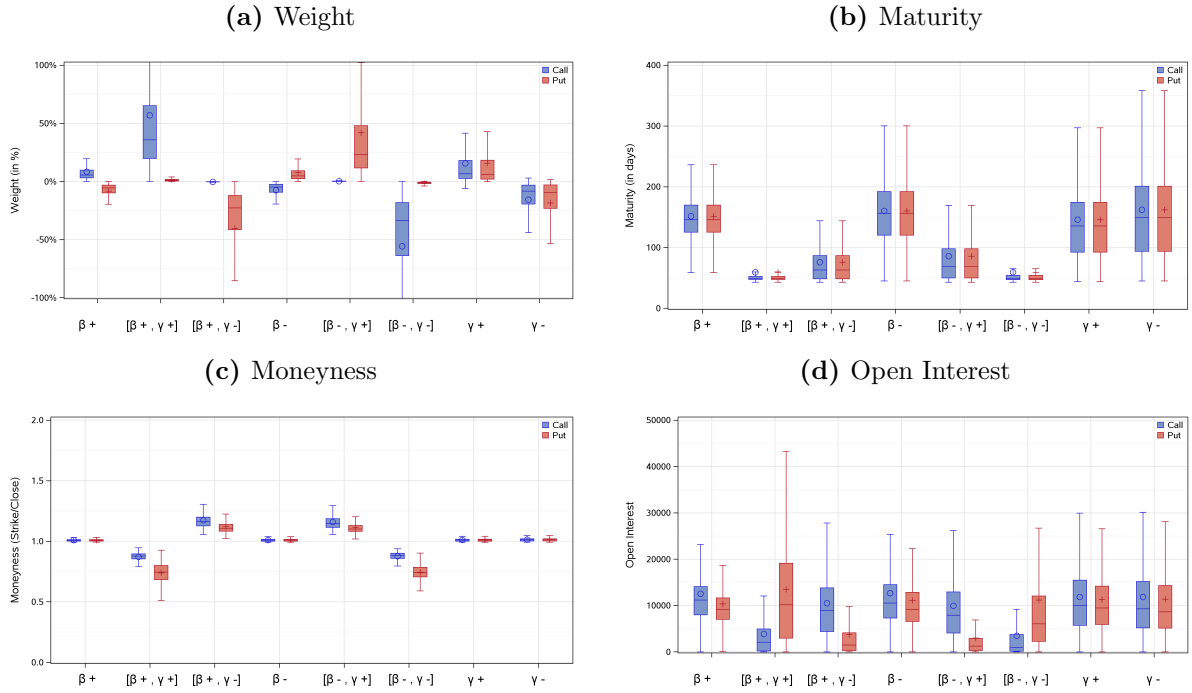 (a) Weight
(b) Maturity
100%
50%
0%
-50%
-100%
Weight (in %)
Call
Put
β +
[β + , γ +]
[β + , γ -]
β -
[β - , γ +]
[β - , γ -]
γ +
γ -
400
300
200
100
0
Maturity (in days)
Call
Put
β +
[β + , γ +]
[β + , γ -]
β -
[β - , γ +]
[β - , γ -]
γ +
γ -
(c) Moneyness
(d) Open Interest
2.0
1.5
1.0
0.5
0.0
Moneyness (Strike/Close)
Call
Put
β +
[β + , γ +]
[β + , γ -]
β -
[β - , γ +]
[β - , γ -]
γ +
γ -
50000
40000
30000
20000
10000
0
Open Interest
Call
Put
β +
[β + , γ +]
[β + , γ -]
β -
[β - , γ +]
[β - , γ -]
γ +
γ -